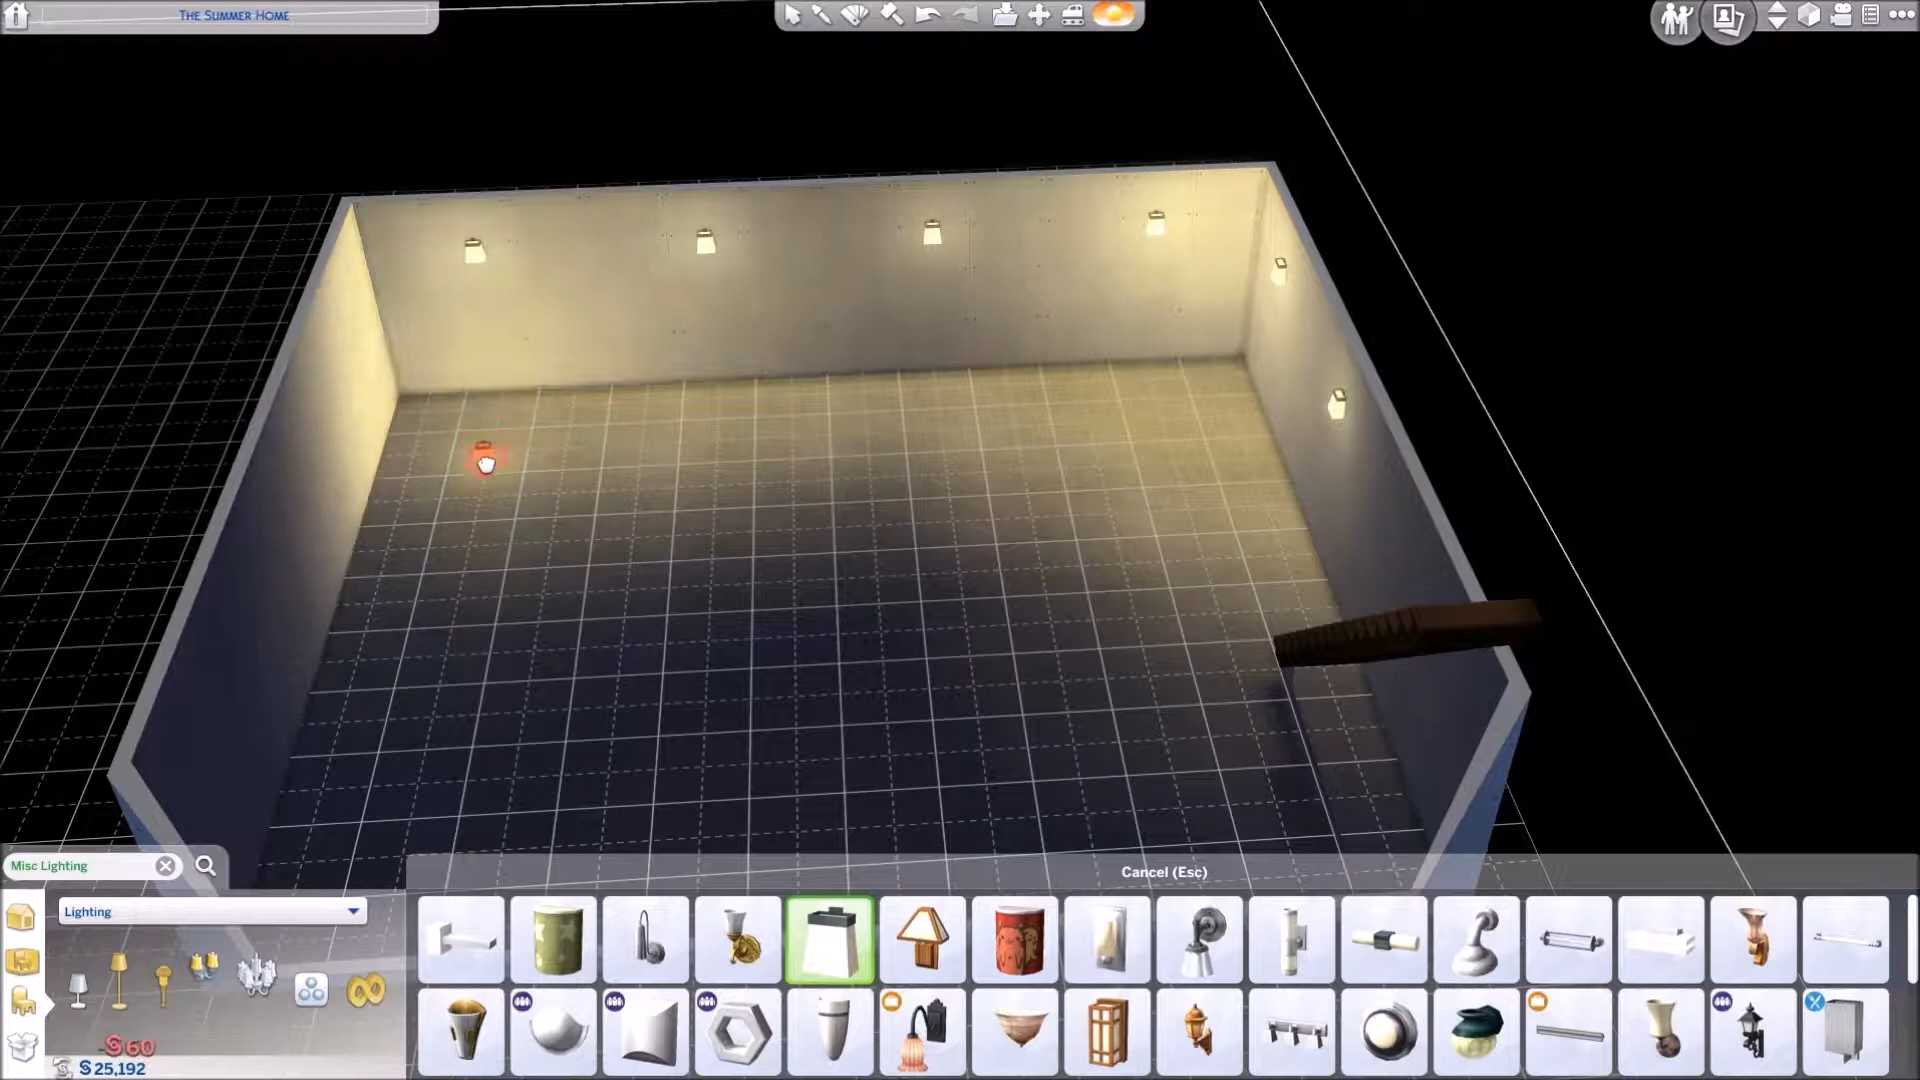 THE SUMMER HOME
Misc Lighting
Cancel (Esc)
Lighting
-§60
§25,192